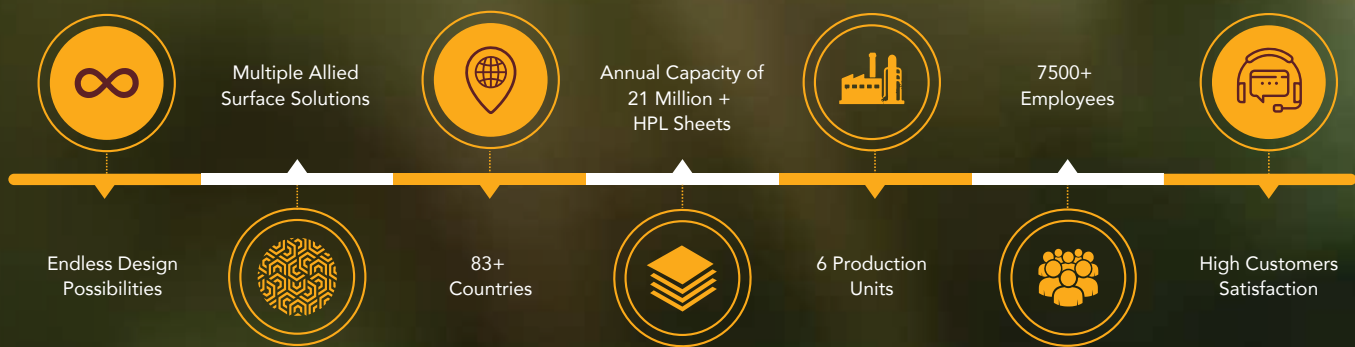 Endless Design
Possibilities
Multiple Allied
Surface Solutions
83+
Countries
Annual Capacity of
21 Million +
HPL Sheets
6 Production
Units
7500+
Employees
High Customers
Satisfaction